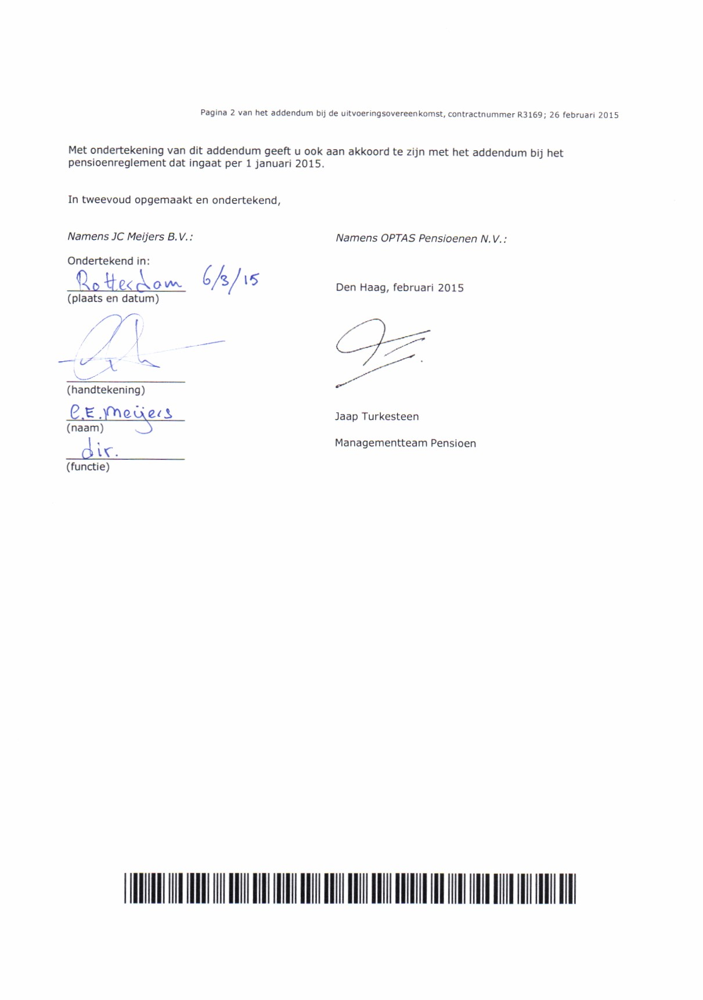 Pagina 2 van het addendum bij de uitvoeringsovereenkomst, contractnummer R3169; 26 februari 2015
Met ondertekening van dit addendum geeft u ook aan akkoord te zijn met het addendum bij het
pensioenreglement dat ingaat per 1 januari 2015.
In tweevoud opgemaakt en ondertekend,
Namens JC Meijers B.V.:
Ondertekend in:
Rotterdam 6/3/15
(plaats en datum)
(handtekening)
C.E. Meijers
(naam)
dir.
(functie)
Namens OPTAS Pensioenen N.V.:
Den Haag, februari 2015
Jaap Turkesteen
Managementteam Pensioen